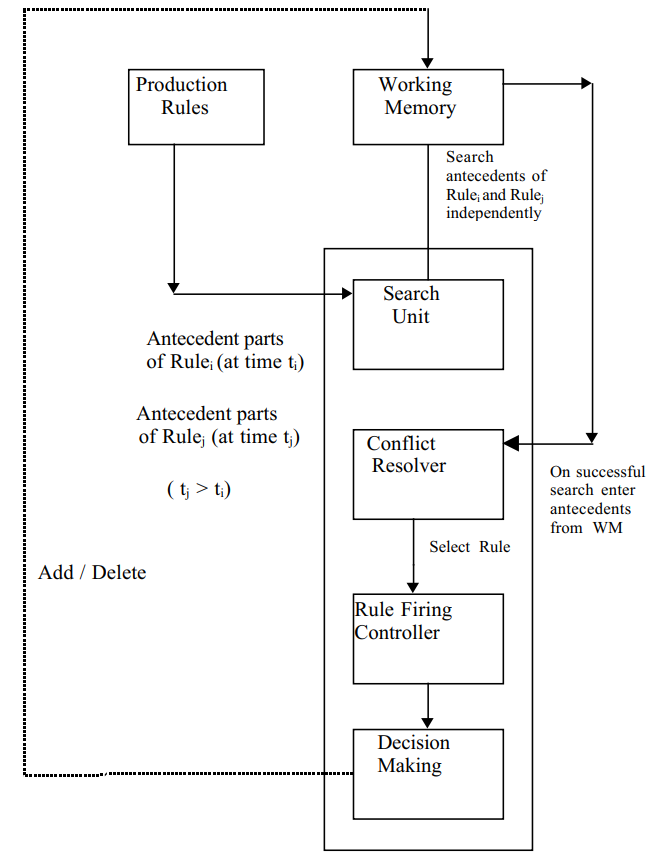 Production
Rules
Working
Memory
Search
antecedents of
Ruleᵢ and Ruleⱼ
independently
Search
Unit
Antecedent parts
of Ruleᵢ (at time tᵢ)
Antecedent parts
of Ruleⱼ (at time tⱼ)
( tⱼ > tᵢ)
Conflict
Resolver
On successful
search enter
antecedents
from WM
Select Rule
Add / Delete
Rule Firing
Controller
Decision
Making